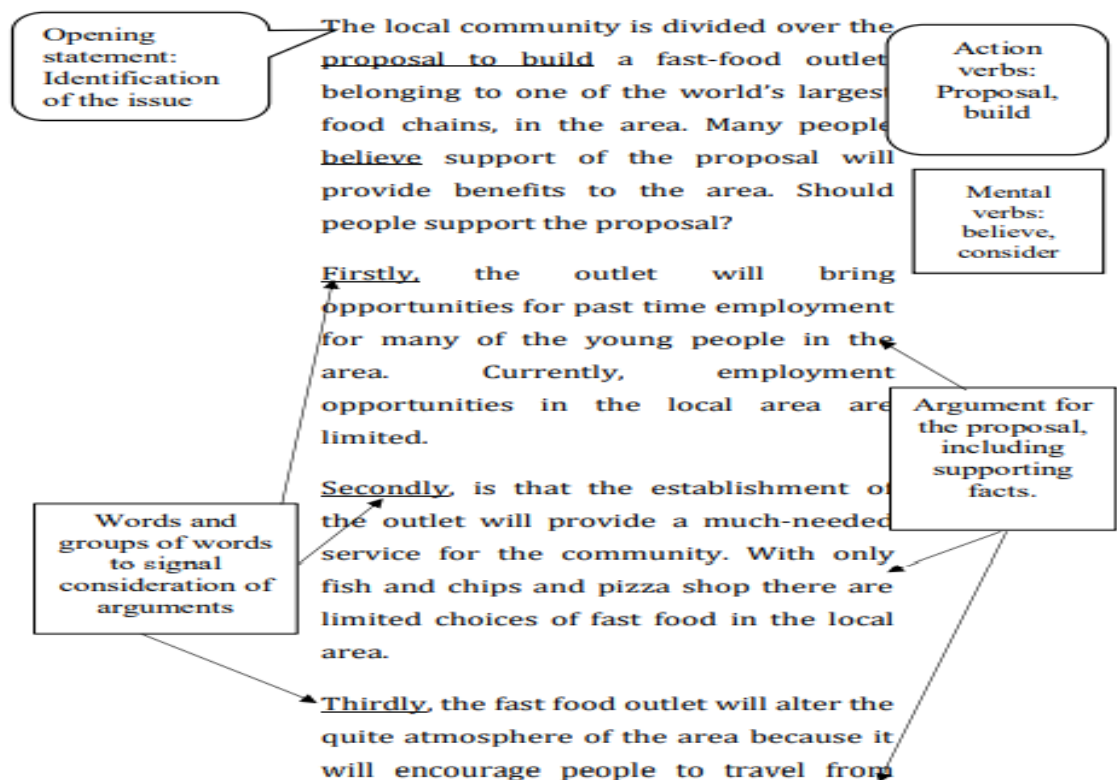 Opening
statement:
Identification
of the issue
The local community is divided over the
proposal to build a fast-food outlet
belonging to one of the world's largest
food chains, in the area. Many people
believe support of the proposal will
provide benefits to the area. Should
people support the proposal?
Action
verbs:
Proposal,
build
Mental
verbs:
believe,
consider
Firstly, the outlet will bring
opportunities for past time employment
for many of the young people in the
area. Currently, employment
opportunities in the local area are
limited.
Argument for
the proposal,
including
supporting
facts.
Secondly, is that the establishment of
the outlet will provide a much-needed
service for the community. With only
fish and chips and pizza shop there are
limited choices of fast food in the local
area.
Words and
groups of words
to signal
consideration of
arguments
Thirdly, the fast food outlet will alter the
quite atmosphere of the area because it
will encourage people to travel from